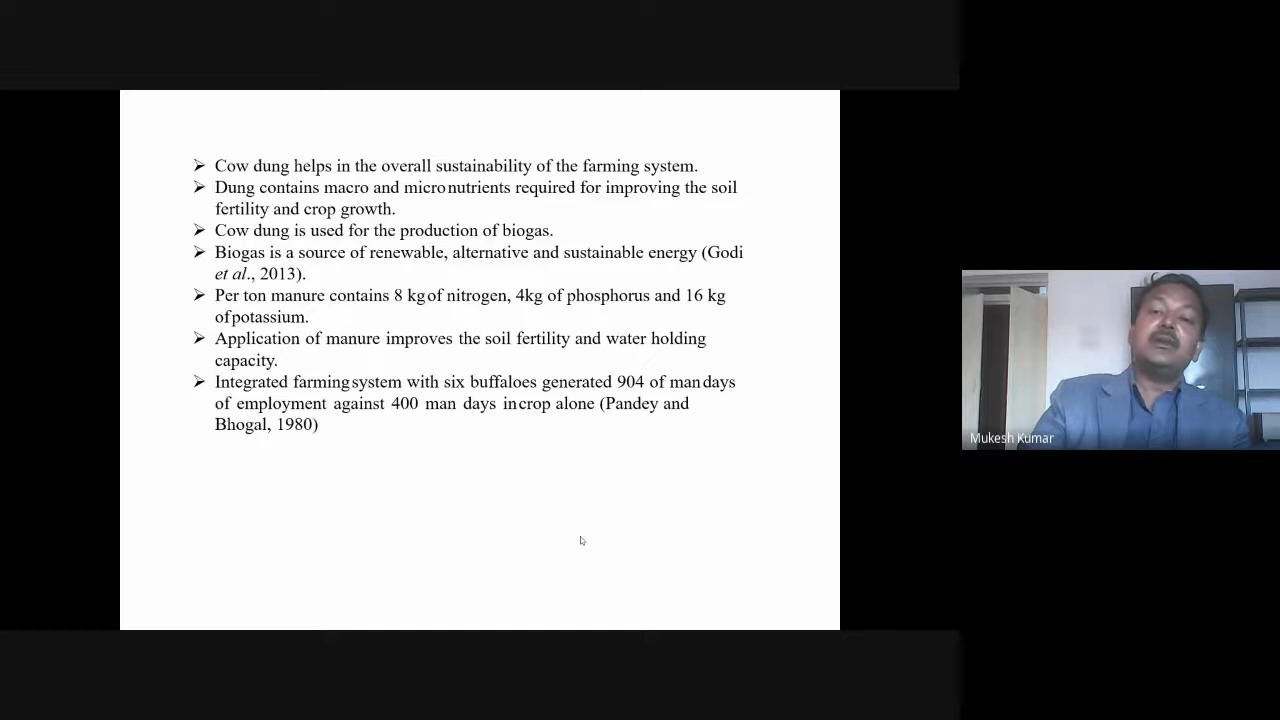 ➢ Cow dung helps in the overall sustainability of the farming system.
➢ Dung contains macro and micro nutrients required for improving the soil
fertility and crop growth.
➢ Cow dung is used for the production of biogas.
➢ Biogas is a source of renewable, alternative and sustainable energy (Godi
et al., 2013).
➢ Per ton manure contains 8 kg of nitrogen, 4kg of phosphorus and 16 kg
of potassium.
➢ Application of manure improves the soil fertility and water holding
capacity.
➢ Integrated farming system with six buffaloes generated 904 of man days
of employment against 400 man days in crop alone (Pandey and
Bhogal, 1980)
Mukesh Kumar